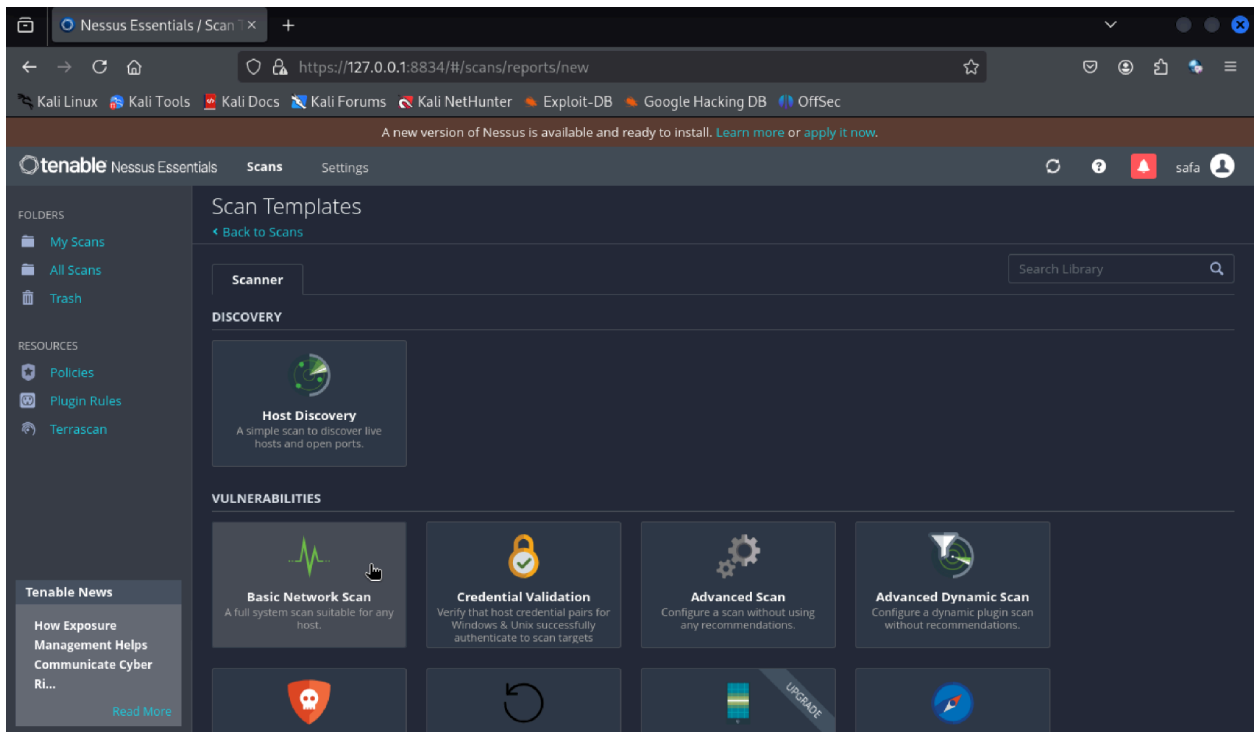 Nessus Essentials / Scan T
https://127.0.0.1:8834/#/scans/reports/new
Kali Linux Kali Tools Kali Docs Kali Forums Kali NetHunter Exploit-DB Google Hacking DB OffSec
A new version of Nessus is available and ready to install. Learn more or apply it now.
tenable Nessus Essentials Scans Settings safa
FOLDERS
My Scans
All Scans
Trash
RESOURCES
Policies
Plugin Rules
Terrascan
Tenable News
How Exposure
Management Helps
Communicate Cyber
Ri...
Read More
Scan Templates
Back to Scans
Scanner
Search Library
DISCOVERY
Host Discovery
A simple scan to discover live
hosts and open ports.
VULNERABILITIES
Basic Network Scan
A full system scan suitable for any
host.
Credential Validation
Verify that host credential pairs for
Windows & Unix successfully
authenticate to scan targets
Advanced Scan
Configure a scan without using
any recommendations.
Advanced Dynamic Scan
Configure a dynamic plugin scan
without recommendations.
UPGRADE